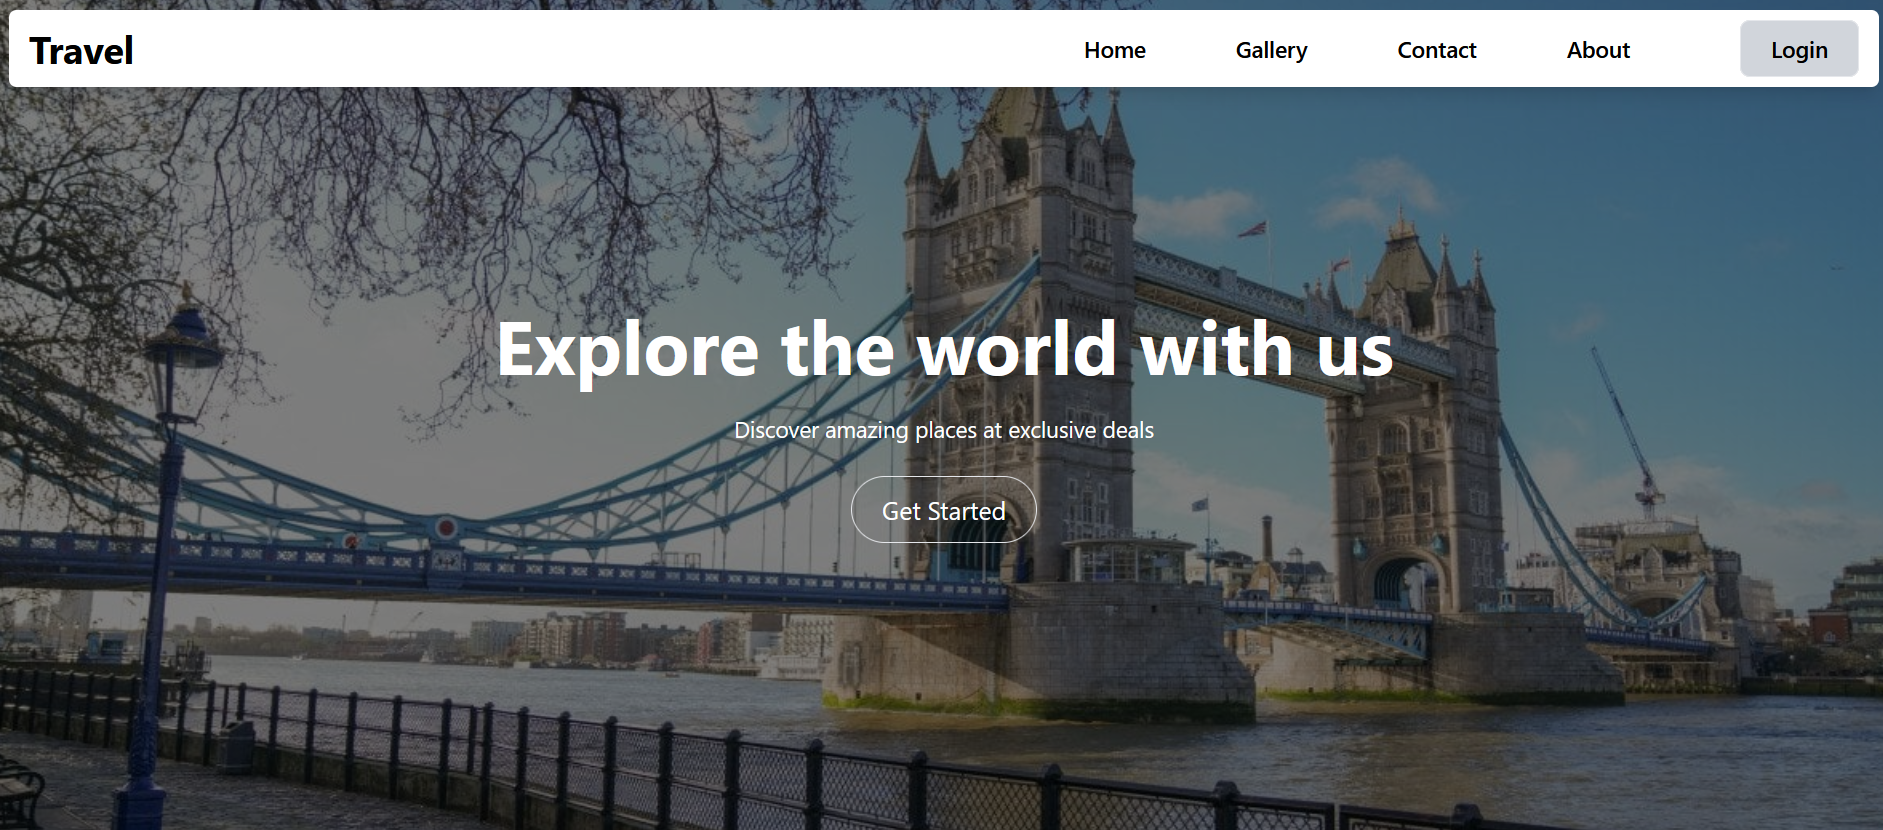 Travel
Home
Gallery
Contact
About
Login
Explore the world with us
Discover amazing places at exclusive deals
Get Started